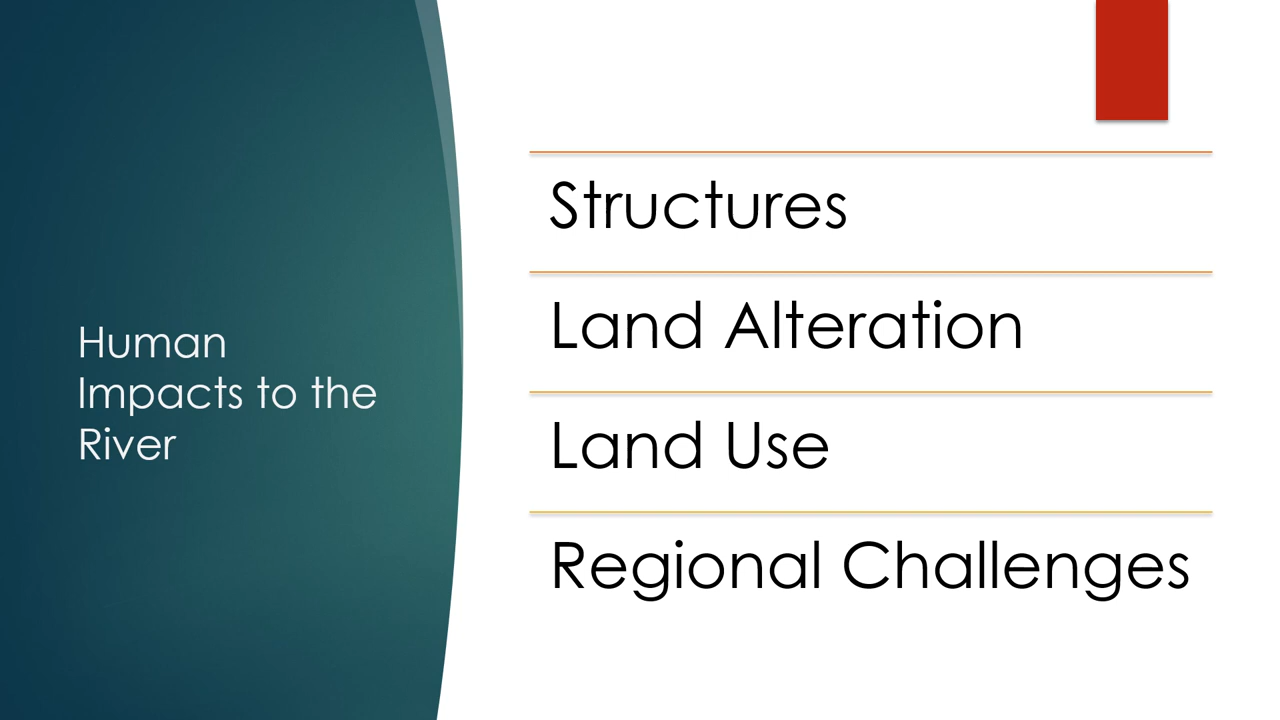 Human
Impacts to the
River
Structures
Land Alteration
Land Use
Regional Challenges